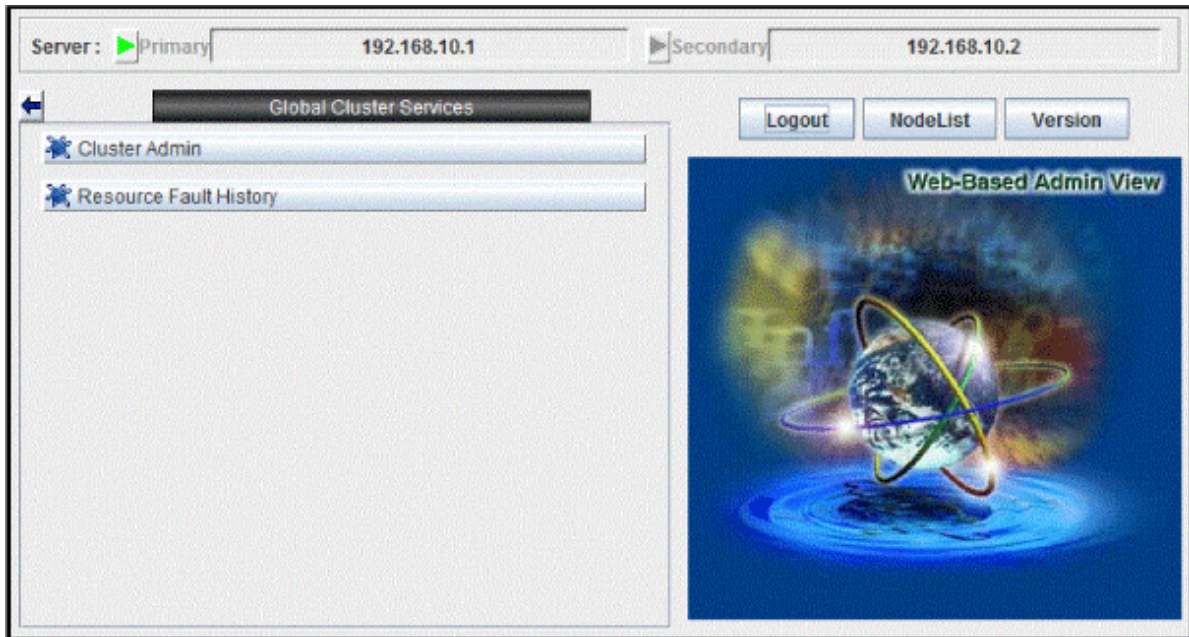 Server : Primary 192.168.10.1 Secondary 192.168.10.2
Global Cluster Services
Logout NodeList Version
Cluster Admin
Resource Fault History
Web-Based Admin View